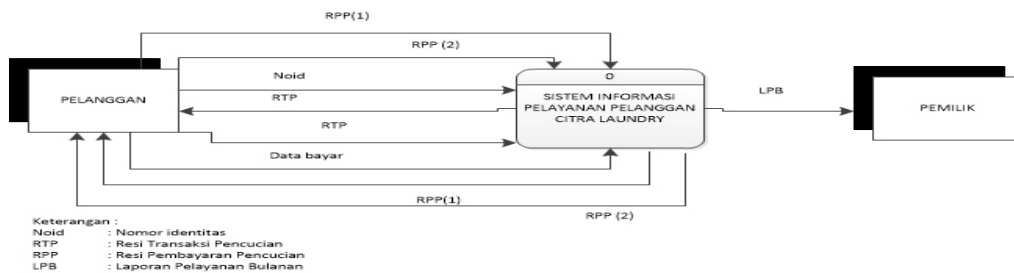 RPP(1)
RPP (2)
Noid
RTP
RTP
Data bayar
PELANGGAN
0
SISTEM INFORMASI
PELAYANAN PELANGGAN
CITRA LAUNDRY
LPB
PEMILIK
RPP(1)
RPP (2)
Keterangan :
Noid : Nomor identitas
RTP : Resi Transaksi Pencucian
RPP : Resi Pembayaran Pencucian
LPB : Laporan Pelayanan Bulanan